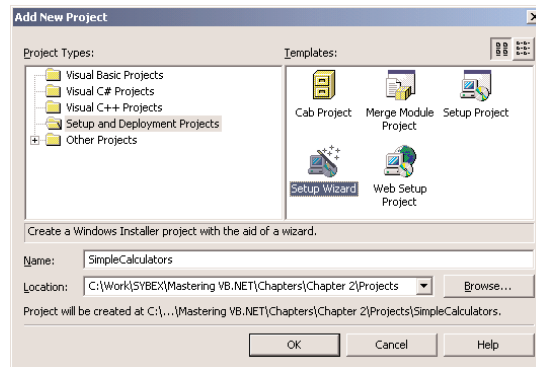 Add New Project
Project Types:
Templates:
Visual Basic Projects
Visual C# Projects
Visual C++ Projects
Setup and Deployment Projects
Other Projects
Cab Project
Merge Module Project
Setup Project
Setup Wizard
Web Setup Project
Create a Windows Installer project with the aid of a wizard.
Name: SimpleCalculators
Location: C:\Work\SYBEX\Mastering VB.NET\Chapters\Chapter 2\Projects Browse...
Project will be created at C:\...\Mastering VB.NET\Chapters\Chapter 2\Projects\SimpleCalculators.
OK Cancel Help